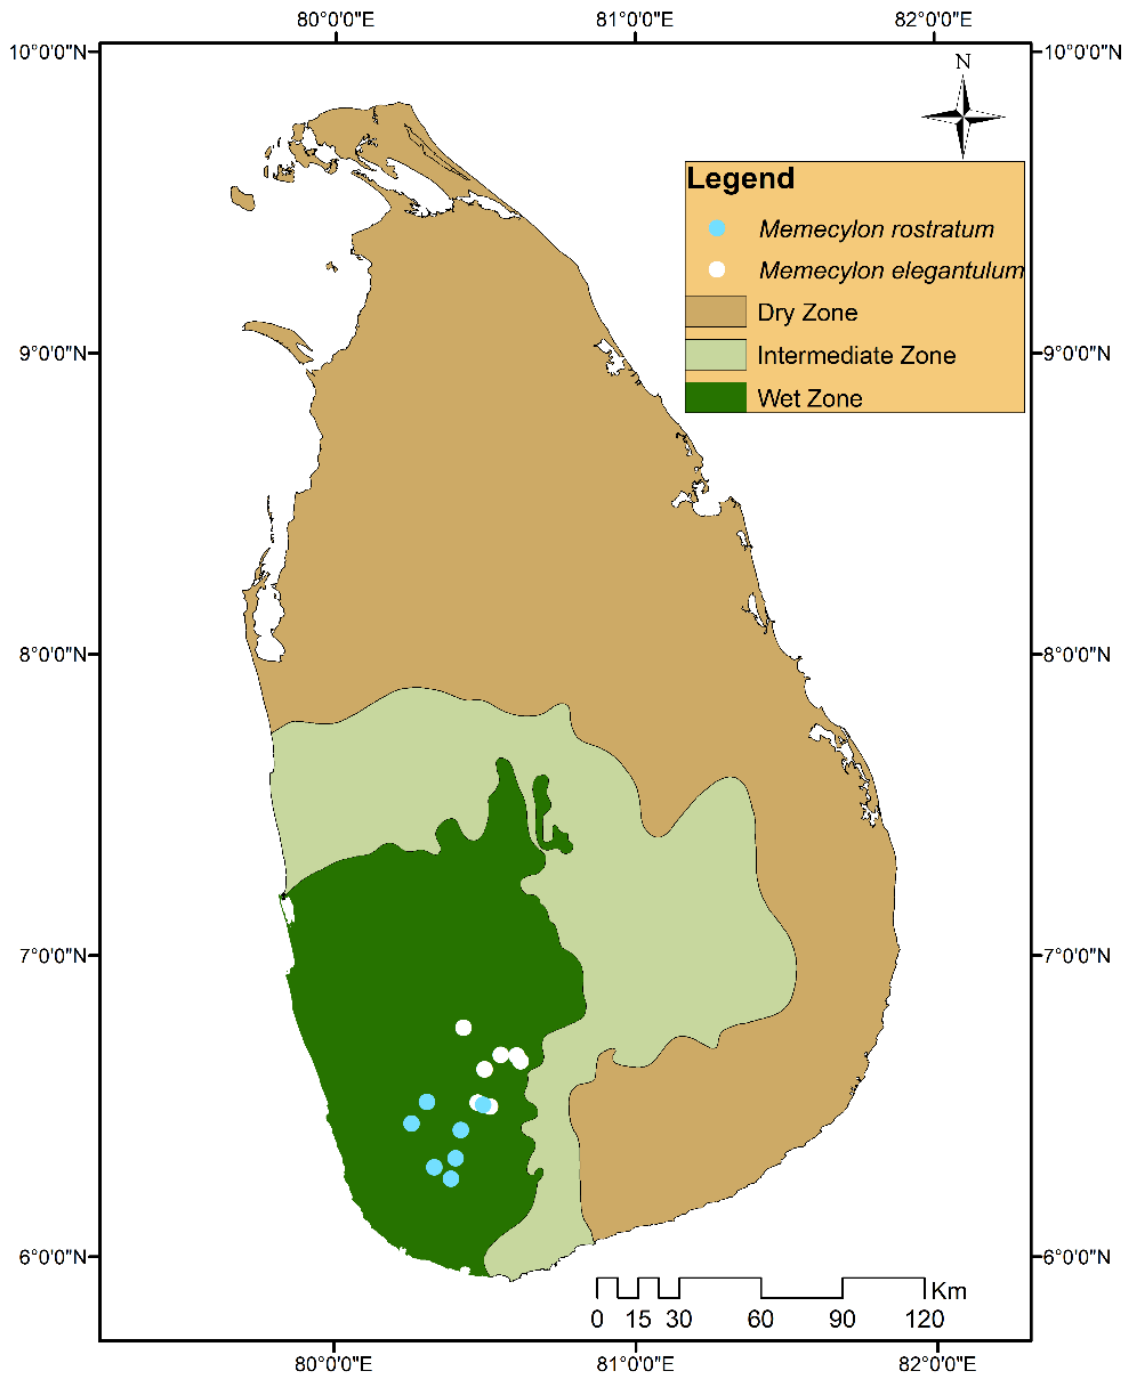 80°0'0"E 81°0'0"E 82°0'0"E
10°0'0"N 10°0'0"N
N
Legend
Memecylon rostratum
Memecylon elegantulum
Dry Zone
Intermediate Zone
Wet Zone
9°0'0"N 9°0'0"N
8°0'0"N 8°0'0"N
7°0'0"N 7°0'0"N
6°0'0"N 6°0'0"N
Km
0 15 30 60 90 120
80°0'0"E 81°0'0"E 82°0'0"E